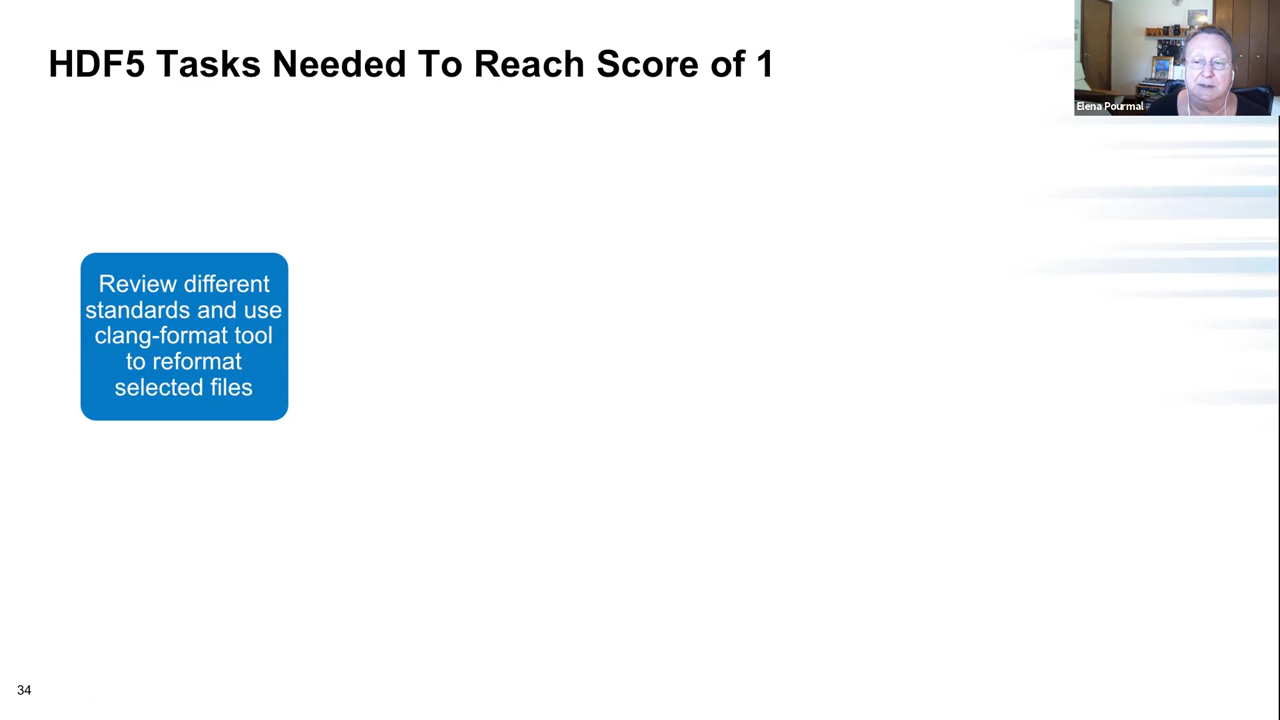 HDF5 Tasks Needed To Reach Score of 1
Elena Pourmal
Review different
standards and use
clang-format tool
to reformat
selected files
34